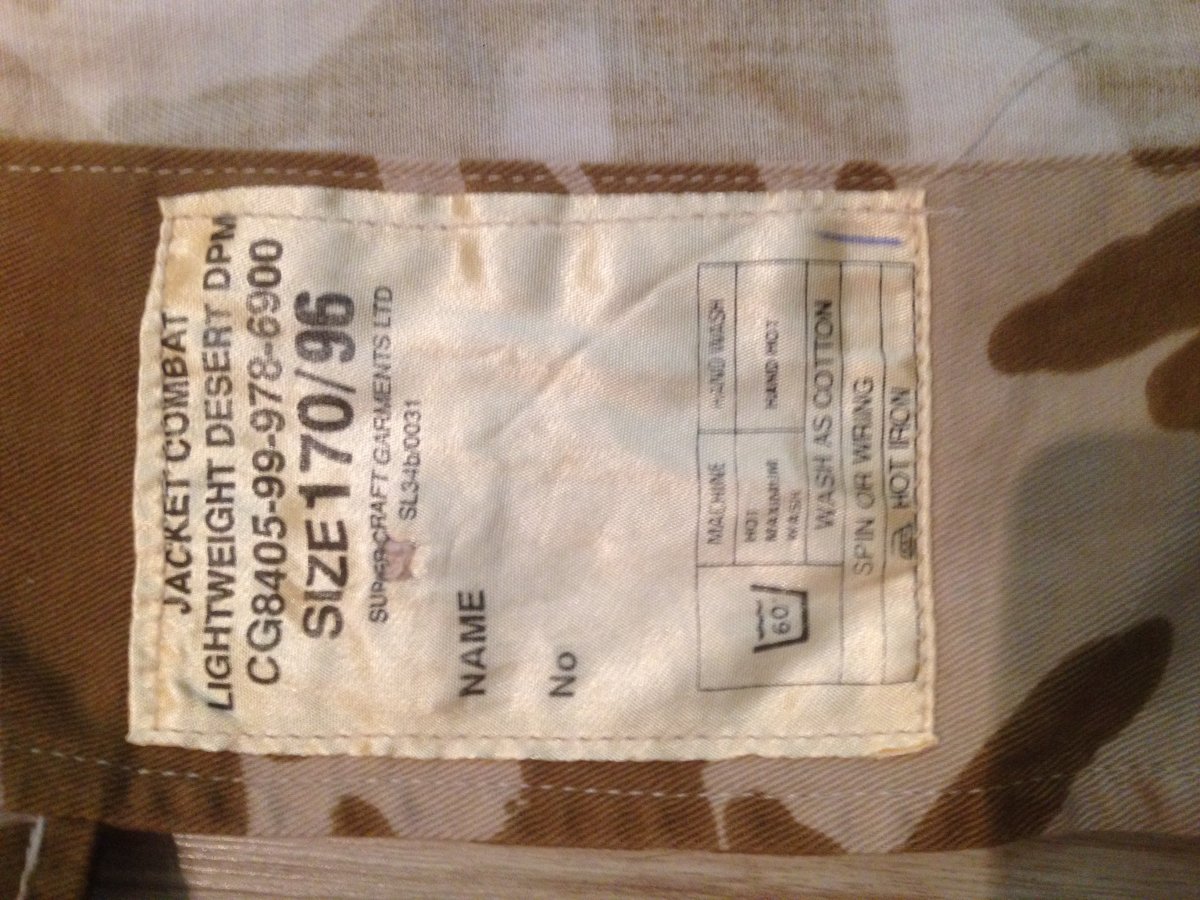 JACKET COMBAT
LIGHTWEIGHT DESERT DPM
CG8405-99-978-6900
SIZE 170/96
SUPERCRAFT GARMENTS LTD
SL34b/0031
NAME
No
60
MACHINE
HAND WASH
HOT
MAXIMUM
WASH
HAND HOT
WASH AS COTTON
SPIN OR WRING
HOT IRON